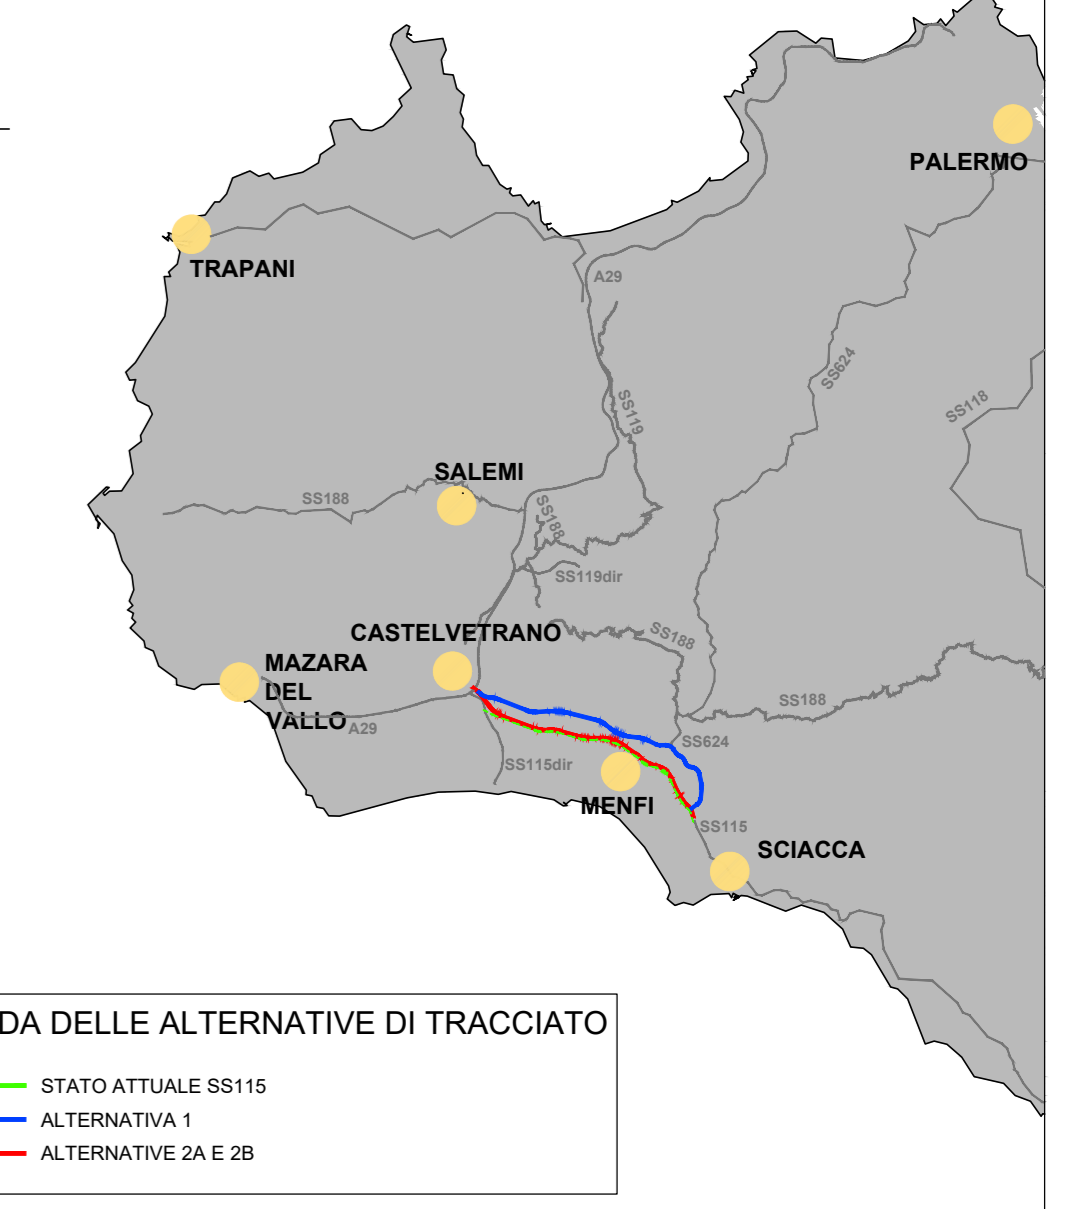 PALERMO
TRAPANI
A29
SS624
SS119
SS118
SALEMI
SS188
SS188
SS119dir
CASTELVETRANO
SS188
MAZARA
DEL
VALLO
A29
SS188
SS624
SS115dir
MENFI
SS115
SCIACCA
DA DELLE ALTERNATIVE DI TRACCIATO
STATO ATTUALE SS115
ALTERNATIVA 1
ALTERNATIVE 2A E 2B